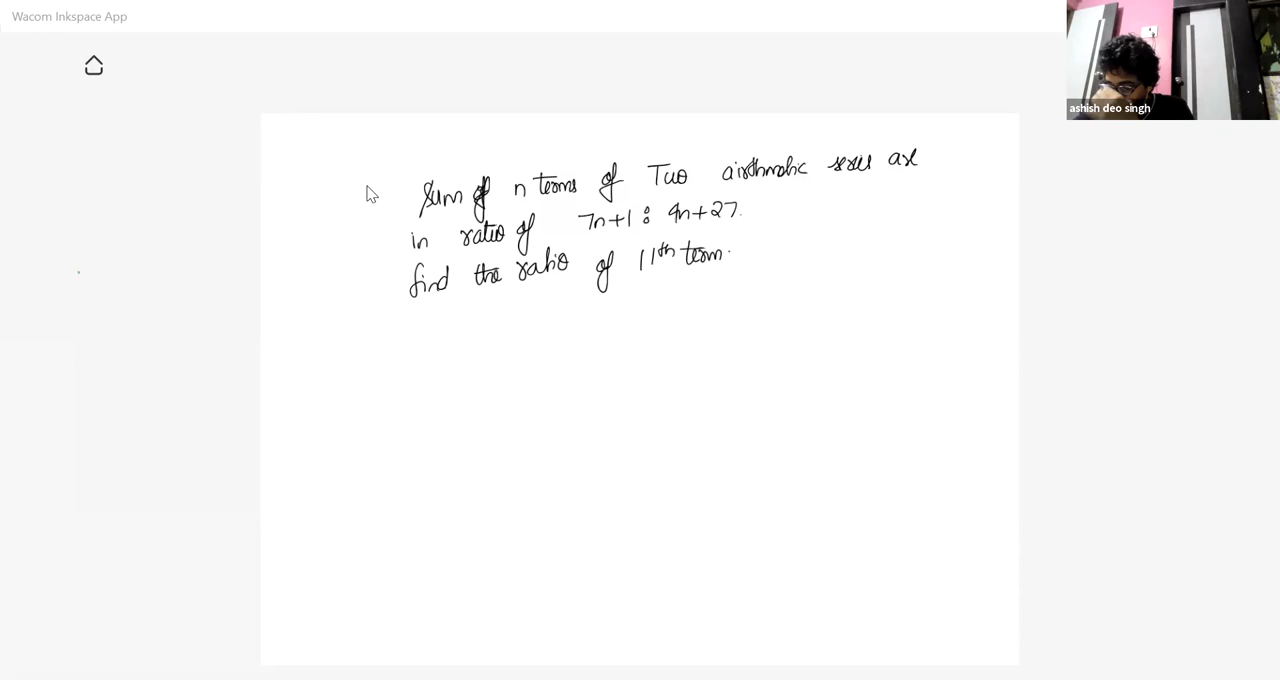 Wacom Inkspace App
ashish deo singh
Sum of n terms of Two airthmatic series are
in ratio of 7n+1 : 4n+27.
find the ratio of 11th term.